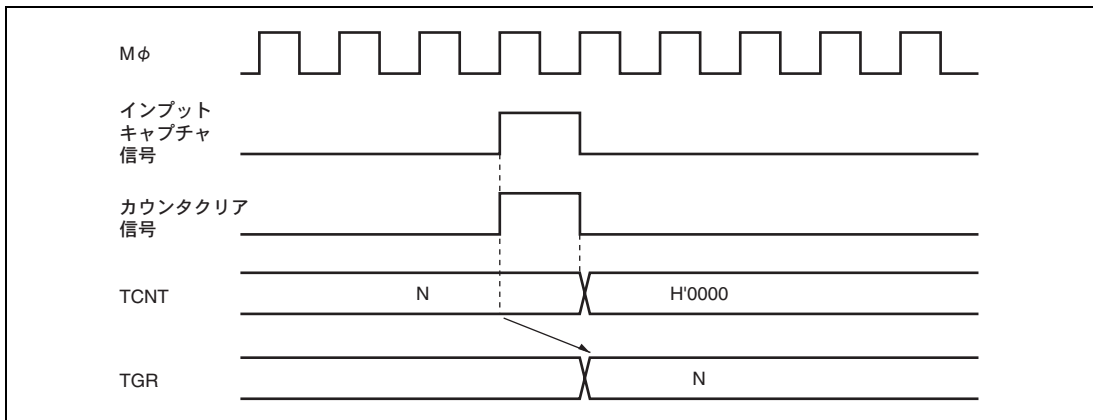 Mφ
インプット
キャプチャ
信号
カウンタクリア
信号
TCNT
N
H'0000
TGR
N